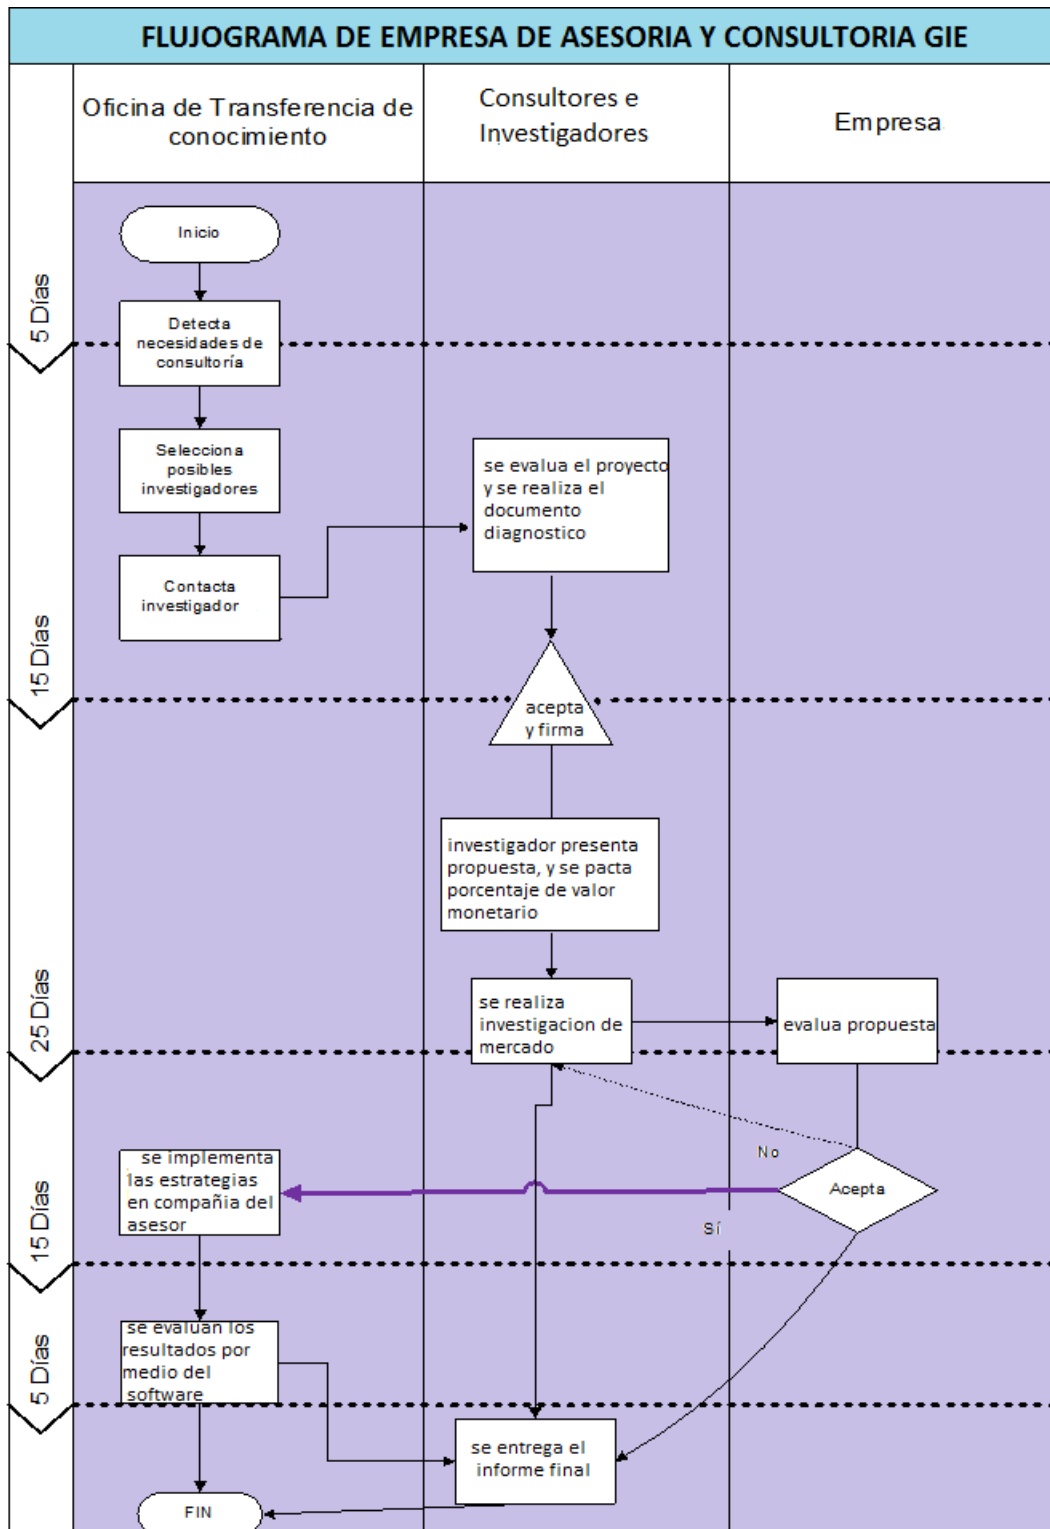 FLUJOGRAMA DE EMPRESA DE ASESORIA Y CONSULTORIA GIE
Oficina de Transferencia de
conocimiento
Consultores e
Investigadores
Empresa
5 Días
Inicio
Detecta
necesidades de
consultoría
15 Días
Selecciona
posibles
investigadores
Contacta
investigador
se evalua el proyecto
y se realiza el
documento
diagnostico
acepta
y firma
25 Días
investigador presenta
propuesta, y se pacta
porcentaje de valor
monetario
se realiza
investigacion de
mercado
evalua propuesta
15 Días
No
Acepta
Sí
se implementa
las estrategias
en compañia del
asesor
5 Días
se evaluan los
resultados por
medio del
software
se entrega el
informe final
FIN